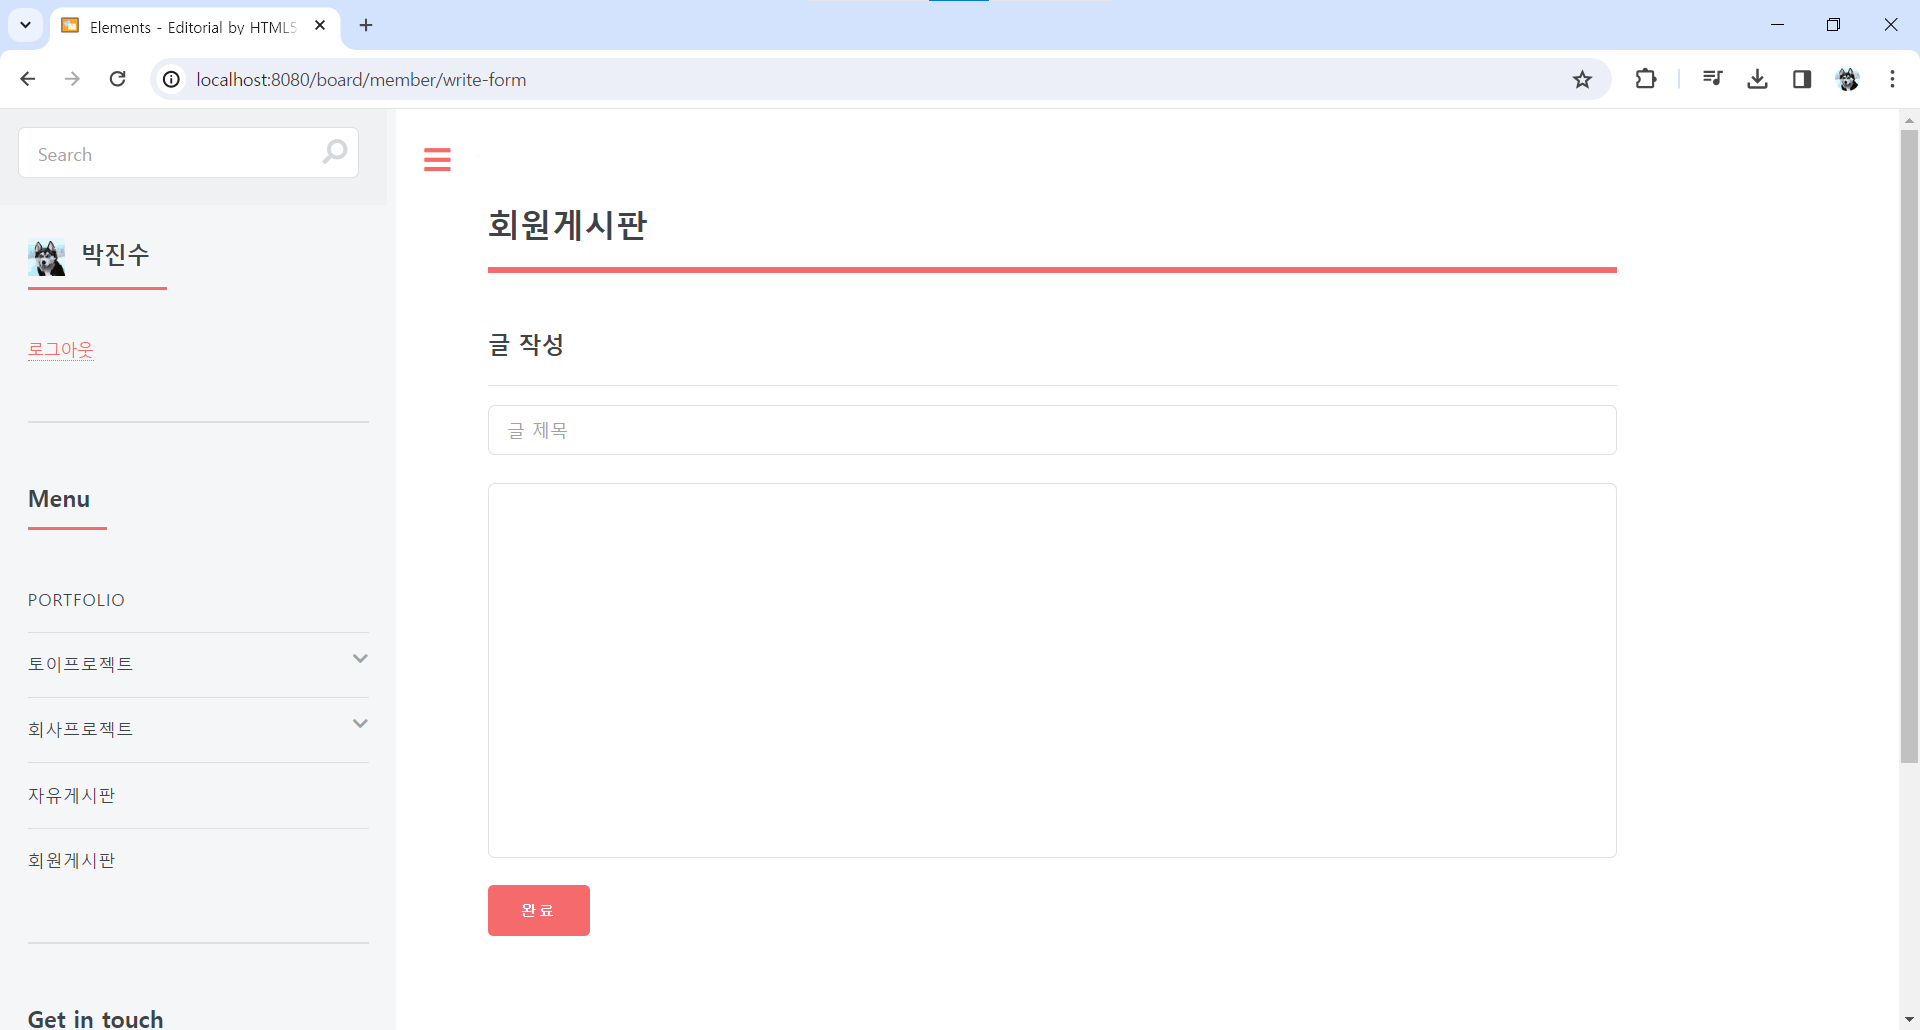 Elements - Editorial by HTML5
localhost:8080/board/member/write-form
Search
박진수
로그아웃
Menu
PORTFOLIO
토이프로젝트
회사프로젝트
자유게시판
회원게시판
Get in touch
회원게시판
글 작성
글 제목
완료